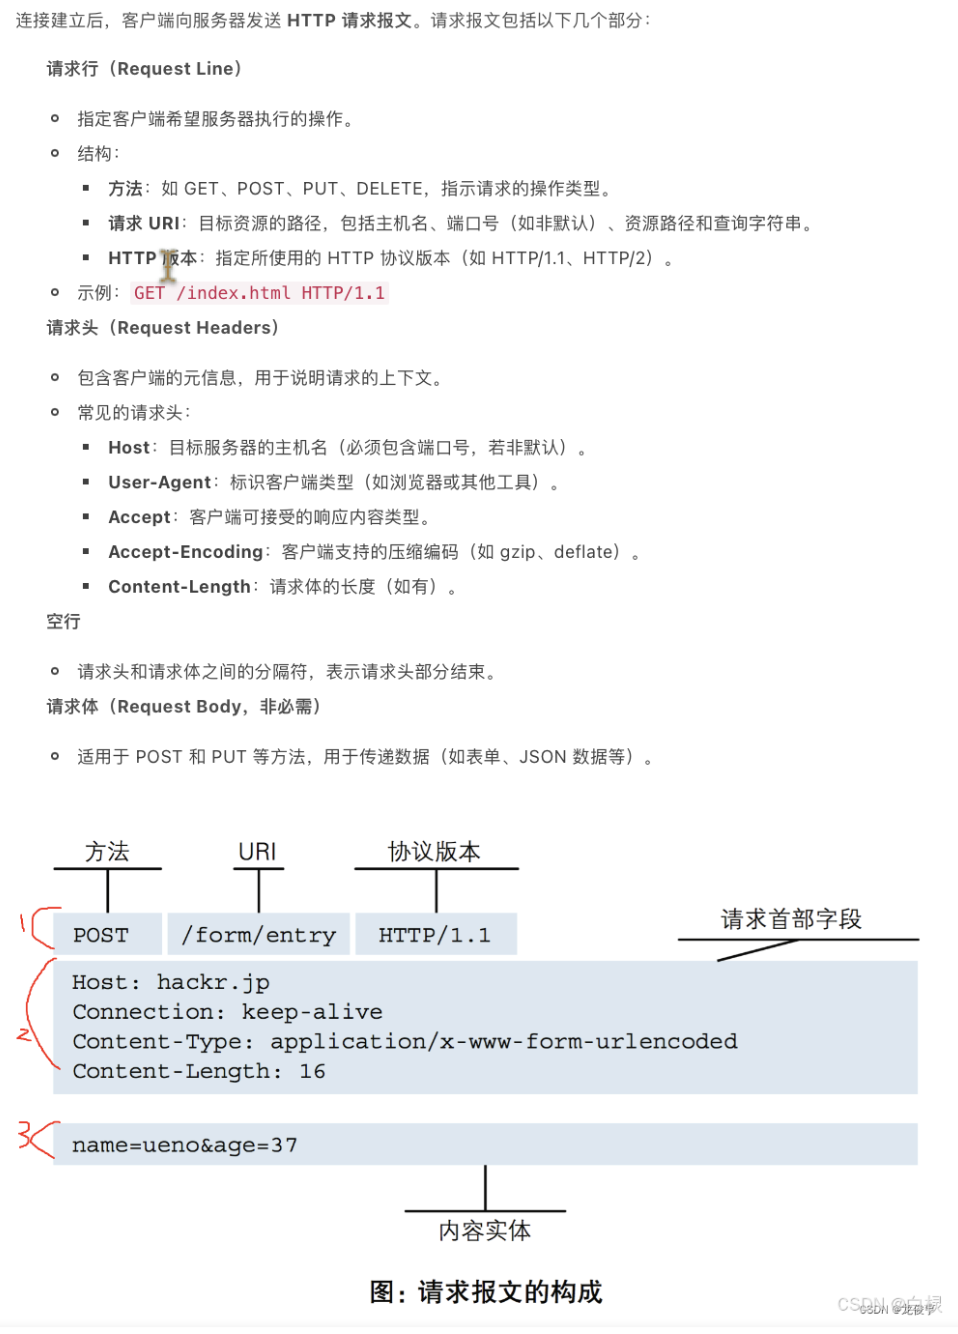 连接建立后，客户端向服务器发送 HTTP 请求报文。请求报文包括以下几个部分：
请求行（Request Line）
指定客户端希望服务器执行的操作。
结构：
方法：如 GET、POST、PUT、DELETE，指示请求的操作类型。
请求 URI：目标资源的路径，包括主机名、端口号（如非默认）、资源路径和查询字符串。
HTTP 版本：指定所使用的 HTTP 协议版本（如 HTTP/1.1、HTTP/2）。
示例：GET /index.html HTTP/1.1
请求头（Request Headers）
包含客户端的元信息，用于说明请求的上下文。
常见的请求头：
Host：目标服务器的主机名（必须包含端口号，若非默认）。
User-Agent：标识客户端类型（如浏览器或其他工具）。
Accept：客户端可接受的响应内容类型。
Accept-Encoding：客户端支持的压缩编码（如 gzip、deflate）。
Content-Length：请求体的长度（如有）。
空行
请求头和请求体之间的分隔符，表示请求头部分结束。
请求体（Request Body，非必需）
适用于 POST 和 PUT 等方法，用于传递数据（如表单、JSON 数据等）。
方法 URI 协议版本
请求首部字段
1 POST /form/entry HTTP/1.1
Host: hackr.jp
Connection: keep-alive
2
Content-Type: application/x-www-form-urlencoded
Content-Length: 16
3 name=ueno&age=37
内容实体
图：请求报文的构成
CSDN
CSDN